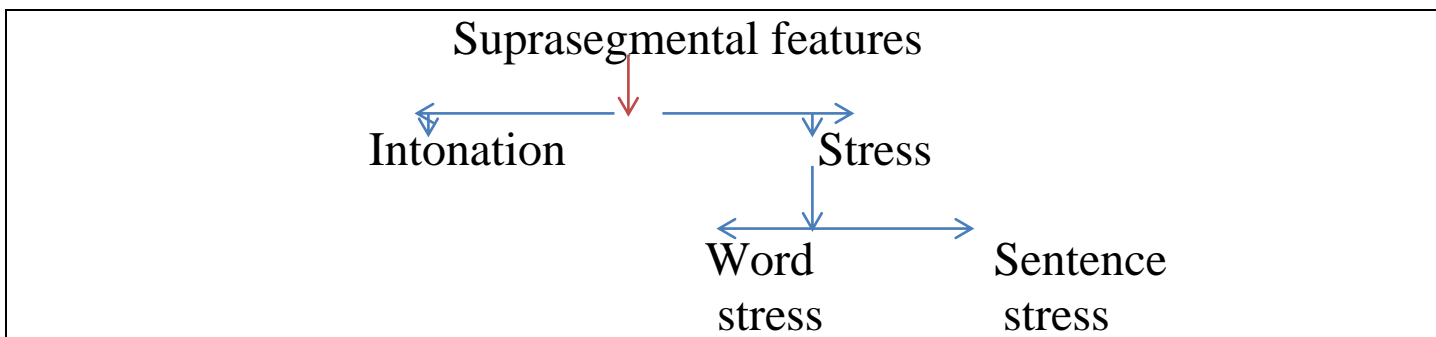 Suprasegmental features
Intonation Stress
Word Sentence
stress stress